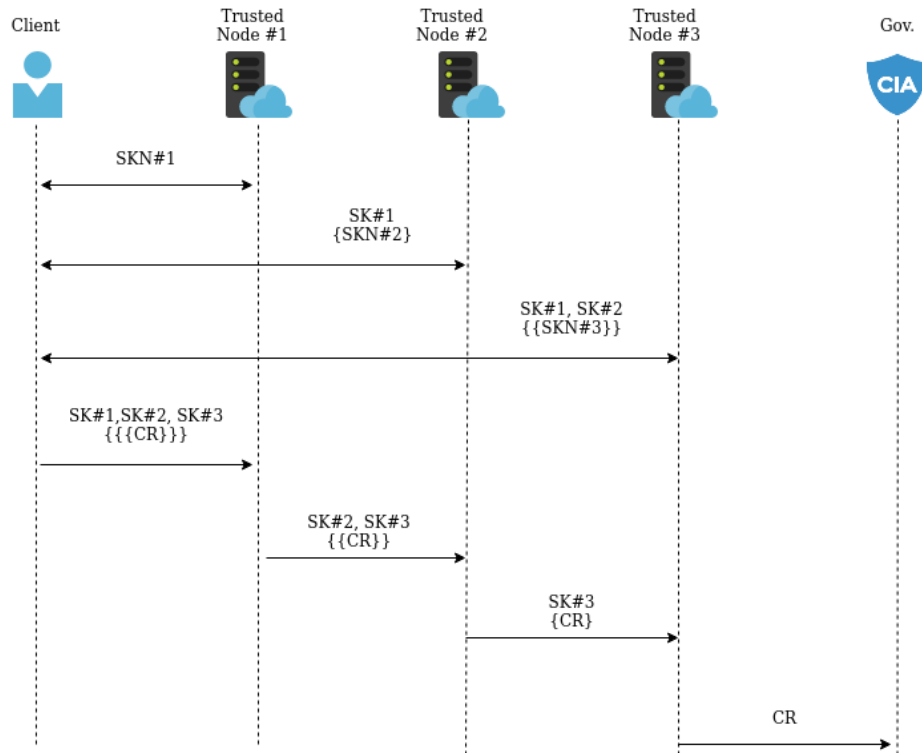 Client
Trusted
Node #1
Trusted
Node #2
Trusted
Node #3
Gov.
CIA
SKN#1
SK#1
{SKN#2}
SK#1, SK#2
{{SKN#3}}
SK#1,SK#2, SK#3
{{{CR}}}
SK#2, SK#3
{{CR}}
SK#3
{CR}
CR